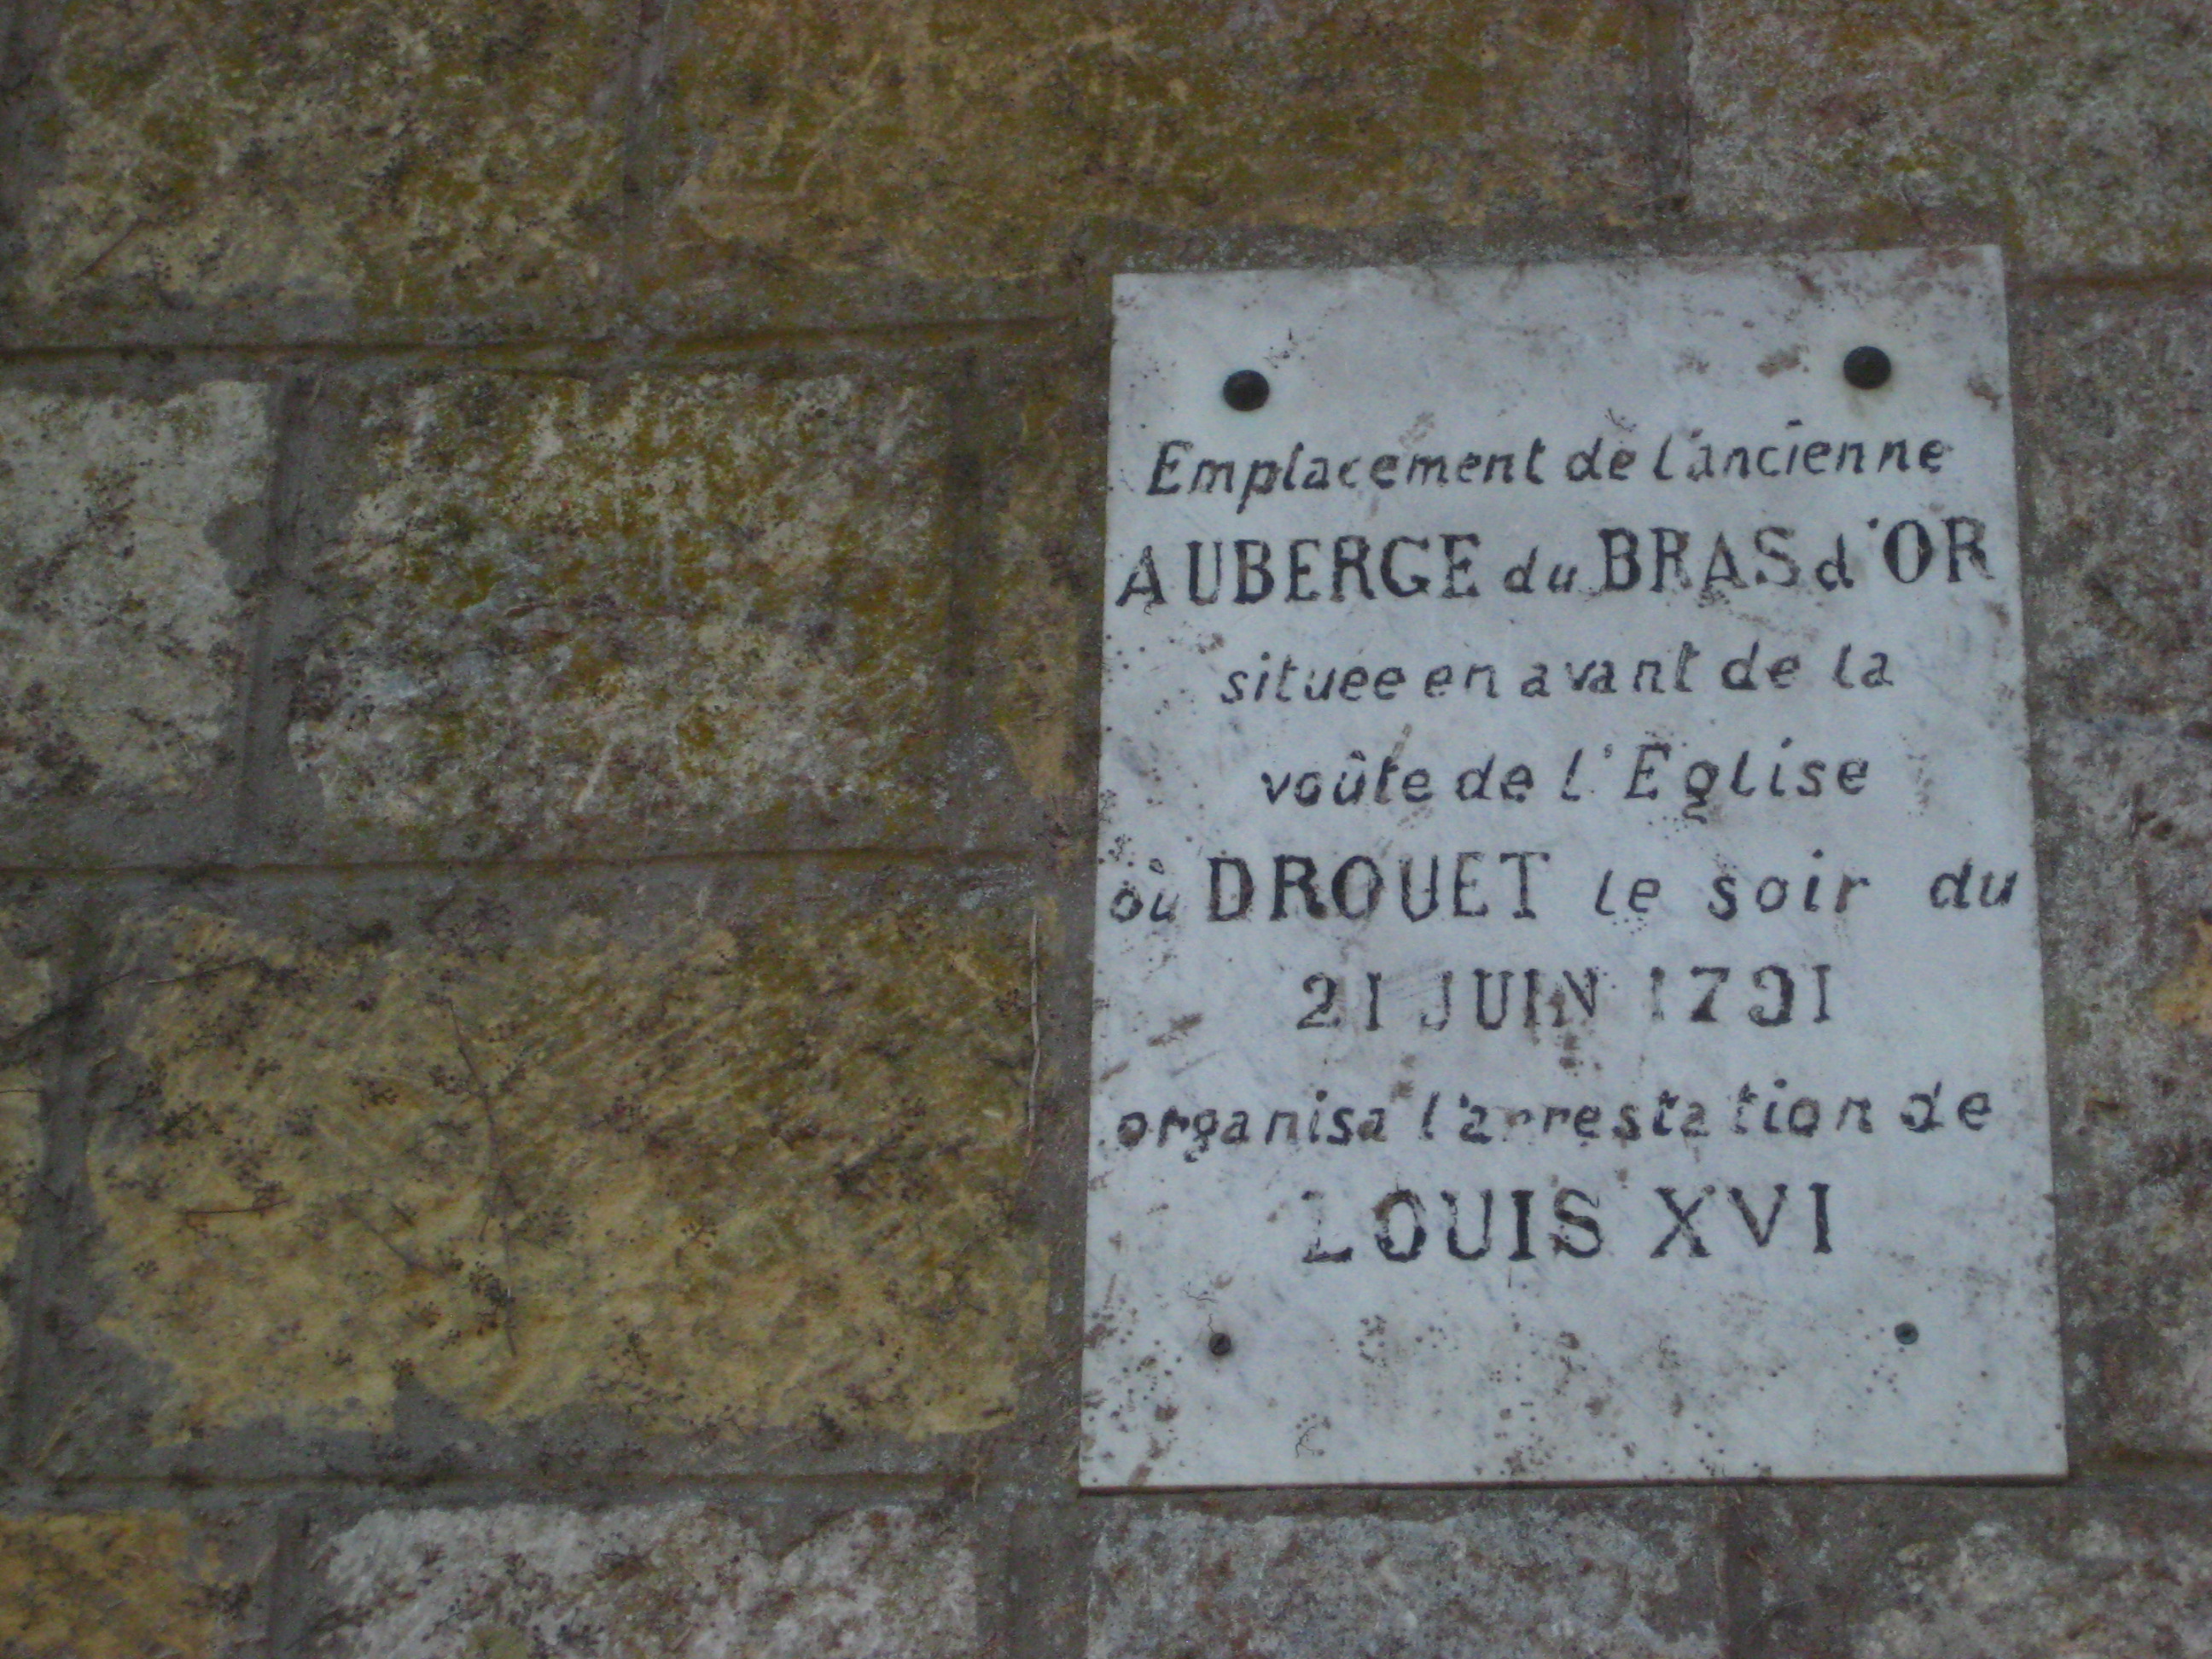 Emplacement de l'ancienne
AUBERGE du BRAS d'OR
située en avant de la
voûte de l'Eglise
où DROUET le soir du
21 JUIN 1791
organisa l'arrestation de
LOUIS XVI